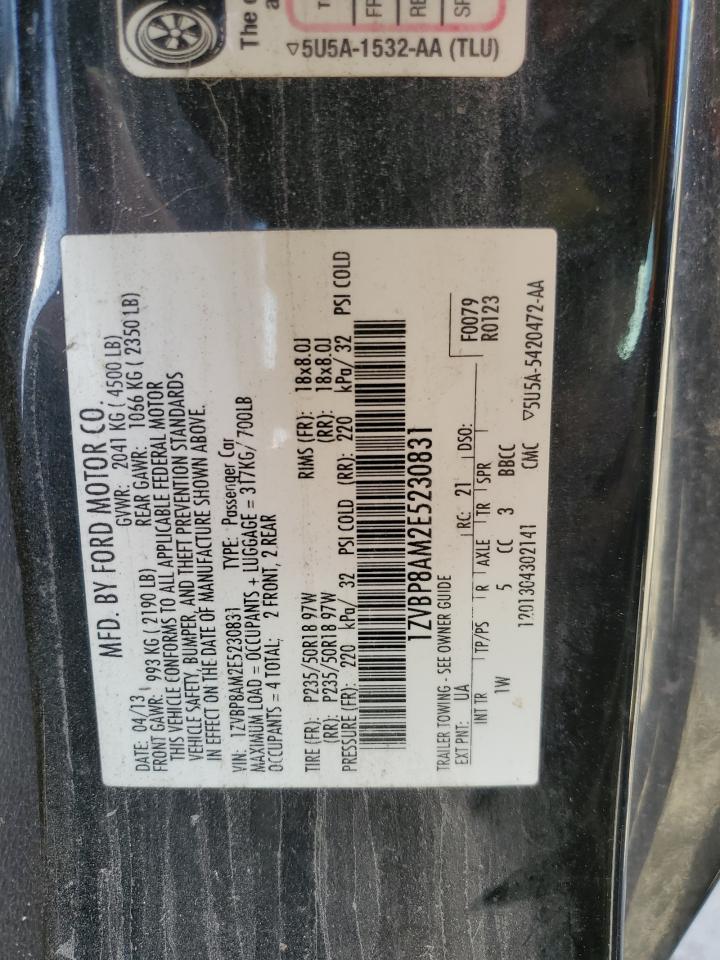 The
5U5A-1532-AA (TLU)
MFD. BY FORD MOTOR CO.
DATE: 04/13 GVWR: 2041 KG ( 4500 LB)
FRONT GAWR: 993 KG ( 2190 LB) REAR GAWR: 1066 KG ( 2350 LB)
THIS VEHICLE CONFORMS TO ALL APPLICABLE FEDERAL MOTOR
VEHICLE SAFETY, BUMPER, AND THEFT PREVENTION STANDARDS
IN EFFECT ON THE DATE OF MANUFACTURE SHOWN ABOVE.
VIN: 1ZVBP8AM2E5230831 TYPE: Passenger Car
MAXIMUM LOAD = OCCUPANTS + LUGGAGE = 317KG/ 700LB
OCCUPANTS = 4 TOTAL; 2 FRONT, 2 REAR
TIRE (FR): P235/50R18 97W RIMS (FR): 18x8.0J
(RR): P235/50R18 97W (RR): 18x8.0J
PRESSURE (FR): 220 kPa/ 32 PSI COLD (RR): 220 kPa/ 32 PSI COLD
1ZVBP8AM2E5230831
TRAILER TOWING - SEE OWNER GUIDE
F0079
EXT PNT: UA RC: 21 DSO: R0123
INT TR TP/PS R AXLE TR SPR
1W 5 CC 3 BBCC
1201304302141 CMC 5U5A-5420472-AA